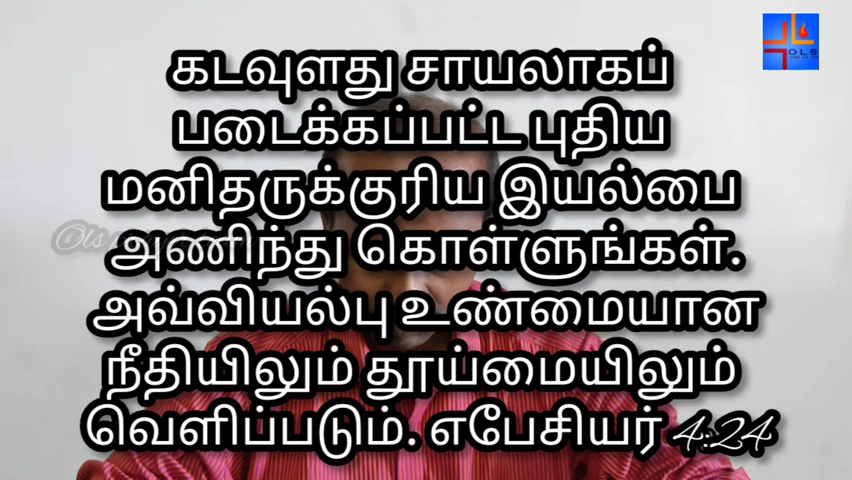 OLS
கடவுளது சாயலாகப்
படைக்கப்பட்ட புதிய
மனிதருக்குரிய இயல்பை
அணிந்து கொள்ளுங்கள்.
அவ்வியல்பு உண்மையான
நீதியிலும் தூய்மையிலும்
வெளிப்படும். எபேசியர் 4:24